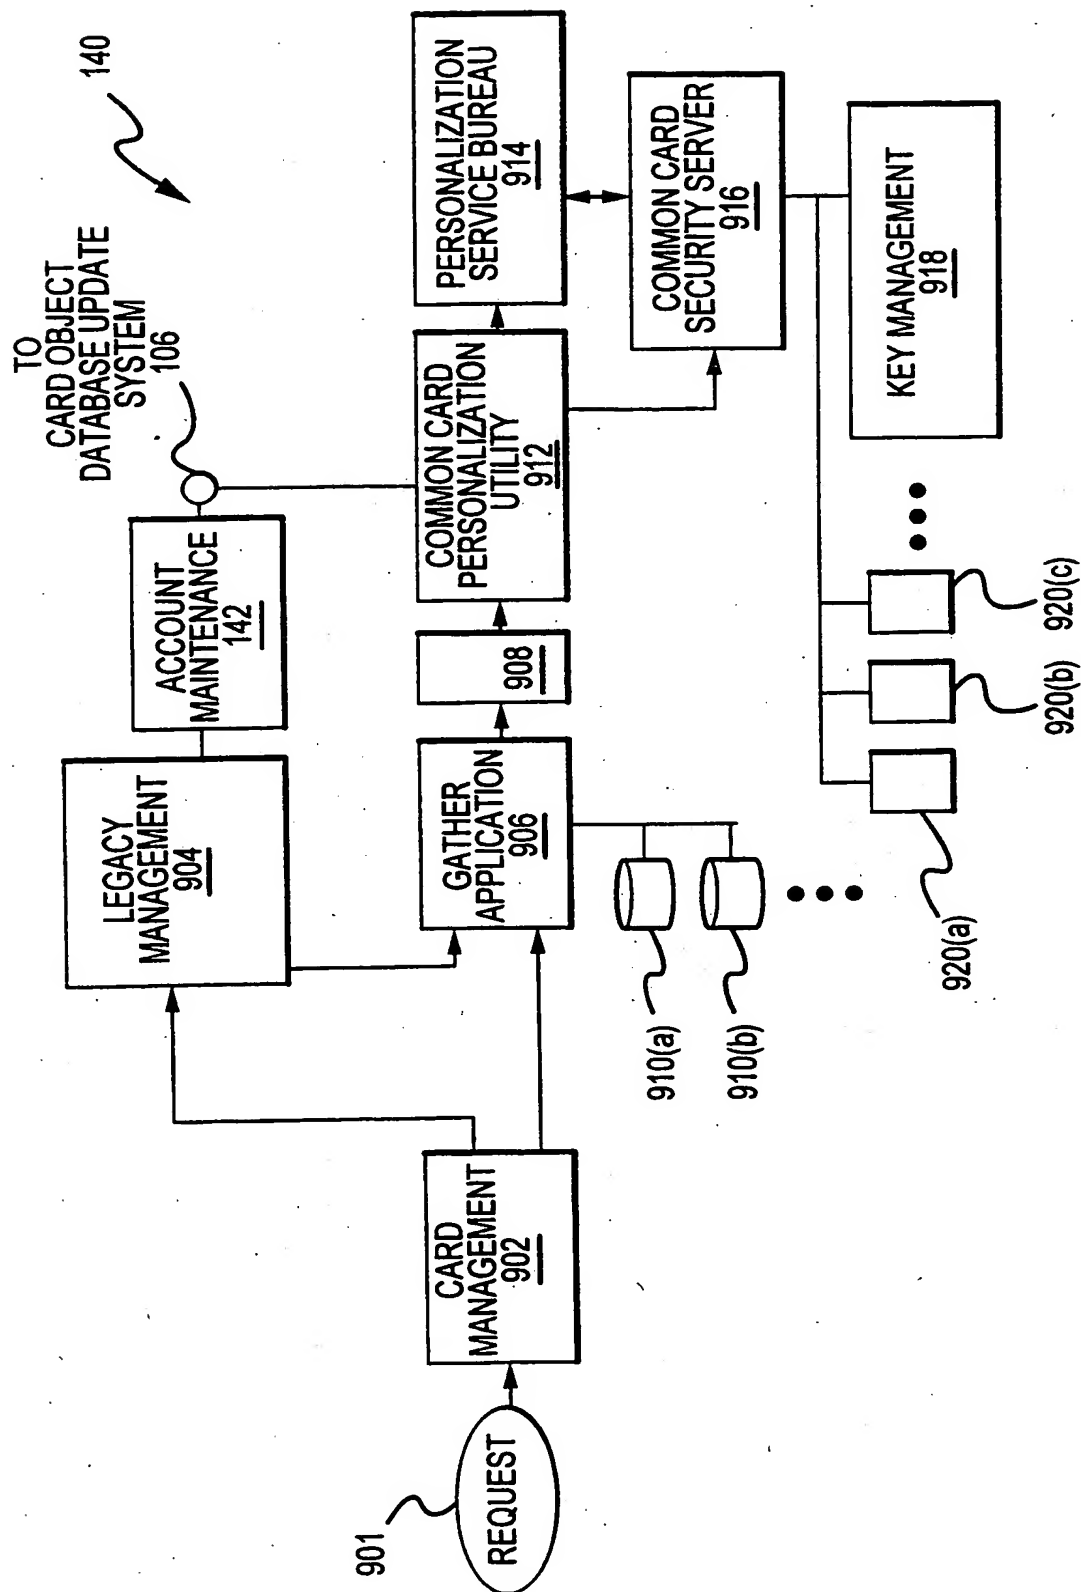 140
TO
CARD OBJECT
DATABASE UPDATE
SYSTEM
106
LEGACY
MANAGEMENT
904
ACCOUNT
MAINTENANCE
142
901
REQUEST
CARD
MANAGEMENT
902
GATHER
APPLICATION
906
908
COMMON CARD
PERSONALIZATION
UTILITY
912
PERSONALIZATION
SERVICE BUREAU
914
910(a)
910(b)
COMMON CARD
SECURITY SERVER
916
920(a)
920(b)
920(c)
KEY MANAGEMENT
918